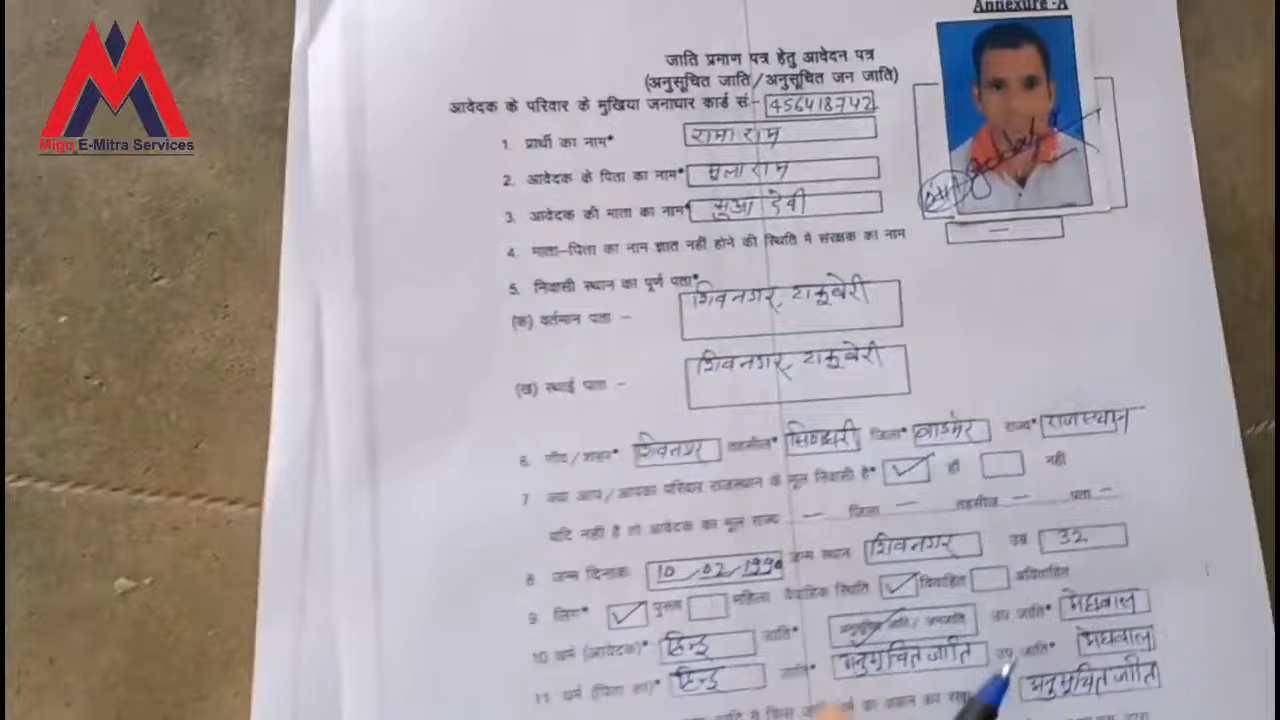 Annexure -A
जाति प्रमाण पत्र हेतु आवेदन पत्र
(अनुसूचित जाति/अनुसूचित जन जाति)
आवेदक के परिवार के मुखिया जनाधार कार्ड सं:- 456418742
1. प्रार्थी का नाम* रामा राम
2. आवेदक के पिता का नाम* राम
3. आवेदक की माता का नाम* सुआ देवी
4. माता-पिता का नाम ज्ञात नही होने की स्थिति मे संरक्षक का नाम —
5. निवासी स्थान का पूर्ण पता*
(क) वर्तमान पता :- शिवनगर,
(ख) स्थाई पता :- शिवनगर,
6. गाँव/शहर* शिवनगर तहसील* सिणधरी जिला* बाडमेर राज्य* राजस्थान
7 क्या आप/आपका परिवार राजस्थान के मूल निवासी है* ✓ हाँ नहीं
यदि नही है तो आवेदक का मूल राज्य — जिला — तहसील — पता —
8 जन्म दिनांक 10/02/1990 जन्म स्थान शिवनगर उम्र 32
9 लिंग* ✓ पुरूष महिला वैवाहिक स्थिति ✓ विवाहित अविवाहित
10 धर्म (आवेदक)* हिन्दू जाति* उप जाति* मेघवाल
11 धर्म (पिता का)* हिन्दू जाति* अनुसूचित जाति उप जाति* मेघवाल
अनुसूचित जाति
Migu E-Mitra Services